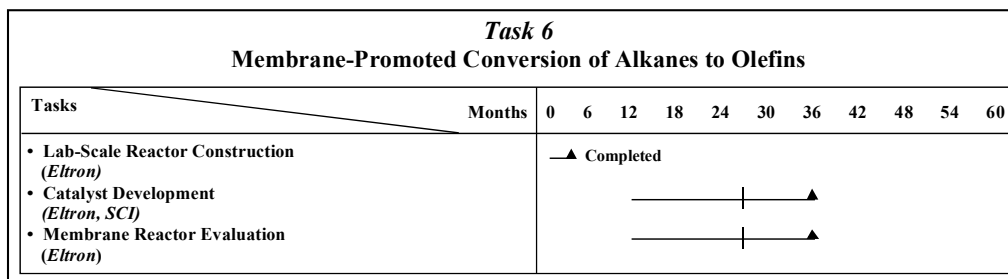 Task 6
Membrane-Promoted Conversion of Alkanes to Olefins
Tasks Months 0 6 12 18 24 30 36 42 48 54 60
• Lab-Scale Reactor Construction Completed
(Eltron)
• Catalyst Development
(Eltron, SCI)
• Membrane Reactor Evaluation
(Eltron)